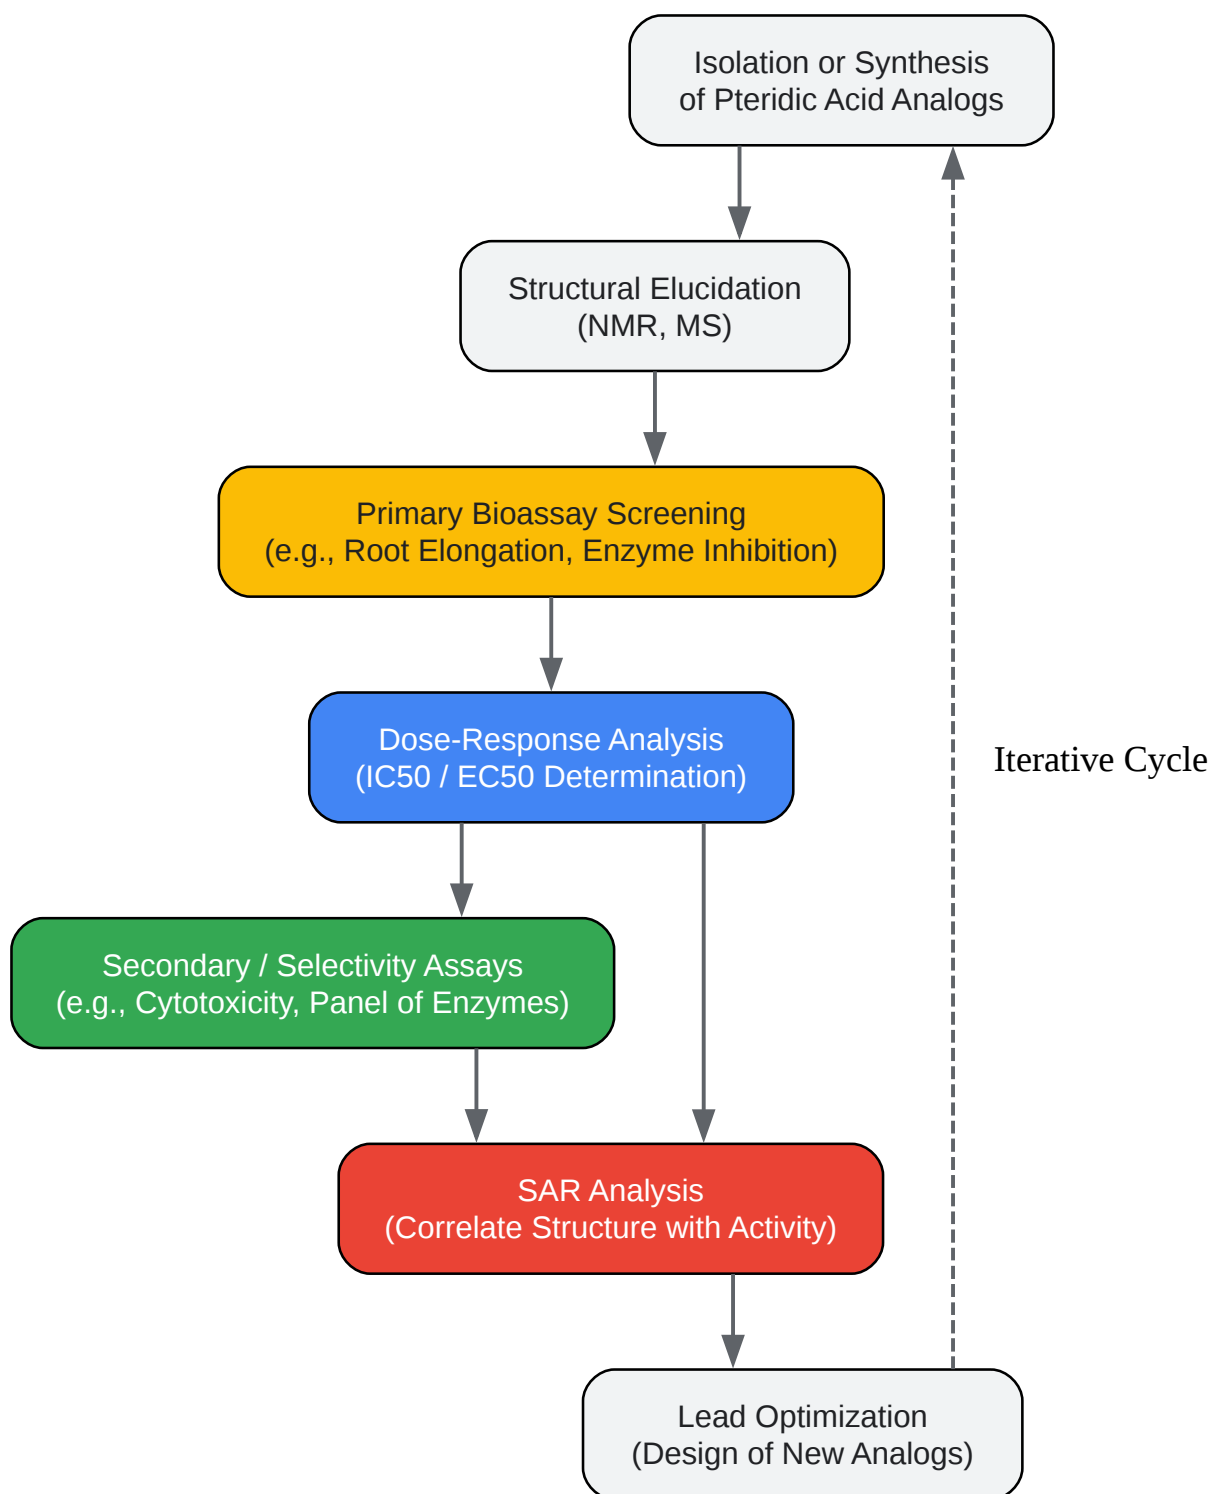 Isolation or Synthesis
of Pteridic Acid Analogs
Structural Elucidation
(NMR, MS)
Primary Bioassay Screening
(e.g., Root Elongation, Enzyme Inhibition)
Dose-Response Analysis
(IC50 / EC50 Determination)
Iterative Cycle
Secondary / Selectivity Assays
(e.g., Cytotoxicity, Panel of Enzymes)
SAR Analysis
(Correlate Structure with Activity)
Lead Optimization
(Design of New Analogs)